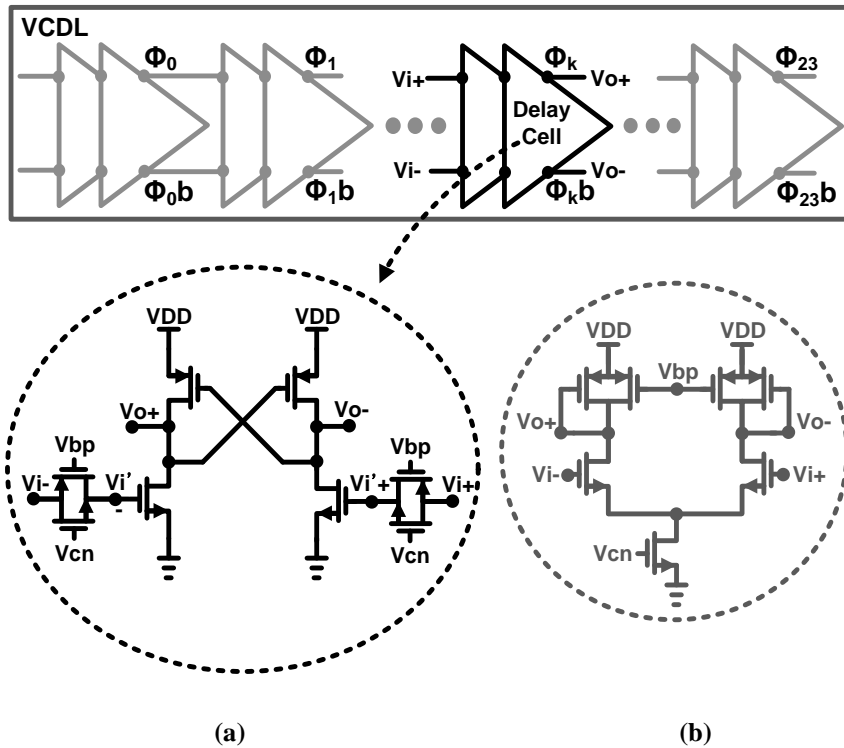 VCDL
Φ0 Φ1 Φk Φ23
Vi+ Vo+
Delay
Cell
Vi- Vo-
Φ0b Φ1b Φkb Φ23b
VDD VDD
Vo+ Vo-
Vbp Vbp
Vi- Vi'- Vi'+ Vi+
Vcn Vcn
VDD VDD
Vbp
Vo+ Vo-
Vi- Vi+
Vcn
(a) (b)